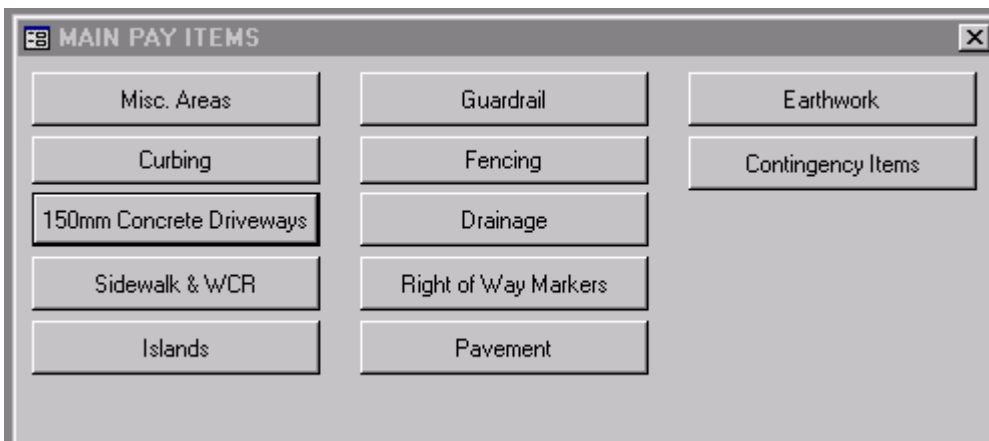 MAIN PAY ITEMS
Misc. Areas
Guardrail
Earthwork
Curbing
Fencing
Contingency Items
150mm Concrete Driveways
Drainage
Sidewalk & WCR
Right of Way Markers
Islands
Pavement